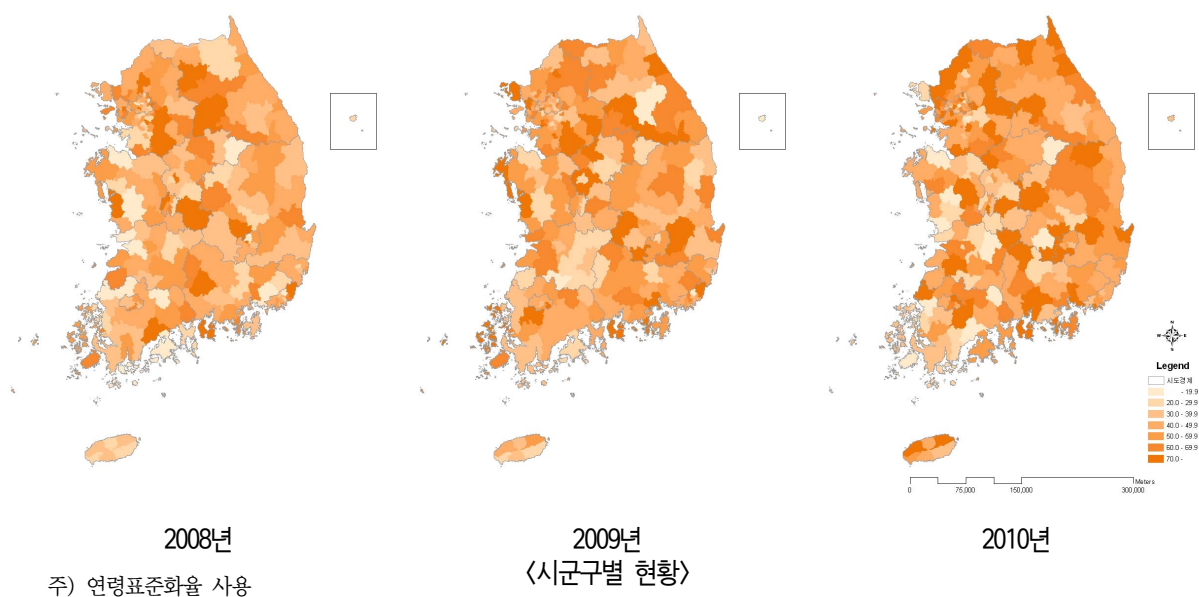 N
W
E
S
Legend
시도경계
- 19.9
20.0 - 29.9
30.0 - 39.9
40.0 - 49.9
50.0 - 59.9
60.0 - 69.9
70.0 -
Meters
0 75,000 150,000 300,000
2008년 2009년 2010년
<시군구별 현황>
주) 연령표준화율 사용